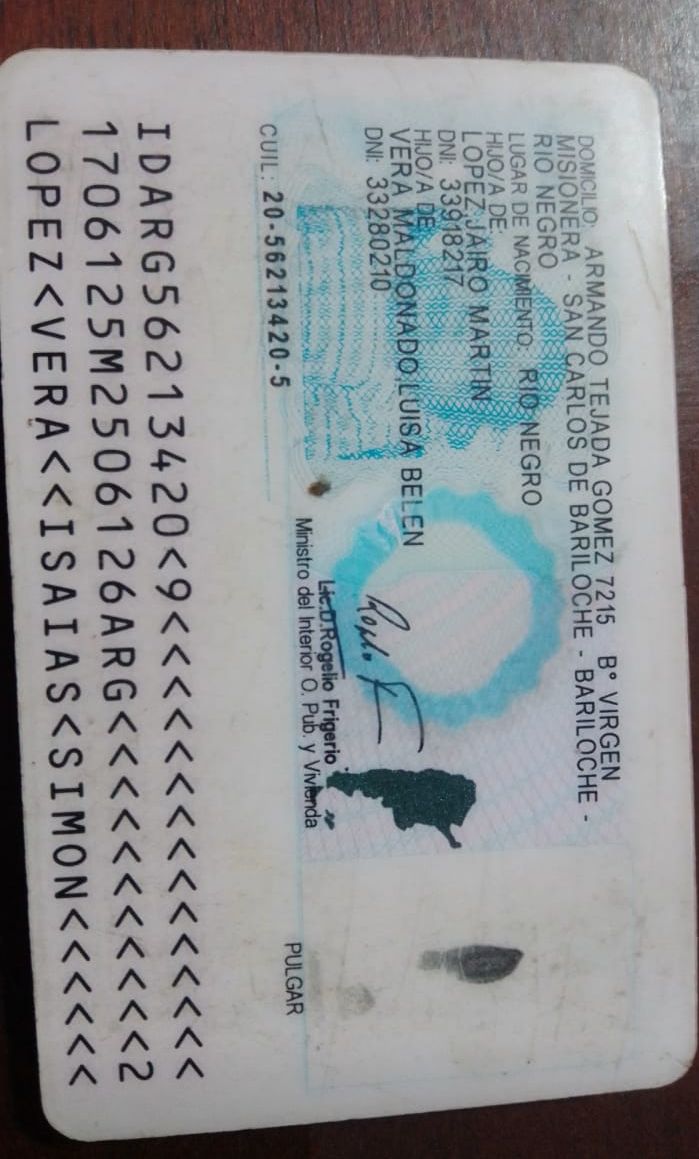 DOMICILIO: ARMANDO TEJADA GOMEZ 7215 B° VIRGEN
MISIONERA - SAN CARLOS DE BARILOCHE - BARILOCHE -
RIO NEGRO
LUGAR DE NACIMIENTO: RIO NEGRO
HIJO/A DE:
LOPEZ,JAIRO MARTIN
DNI: 33918217
HIJO/A DE:
VERA MALDONADO,LUISA BELEN
DNI: 33280210
Lic.D.Rogelio Frigerio
Ministro del Interior O. Pub. y Vivienda
PULGAR
CUIL: 20-56213420-5
IDARG56213420<9<<<<<<<<<<<<<<<
1706125M2506126ARG<<<<<<<<<<<2
LOPEZ<VERA<<ISAIAS<SIMON<<<<<<